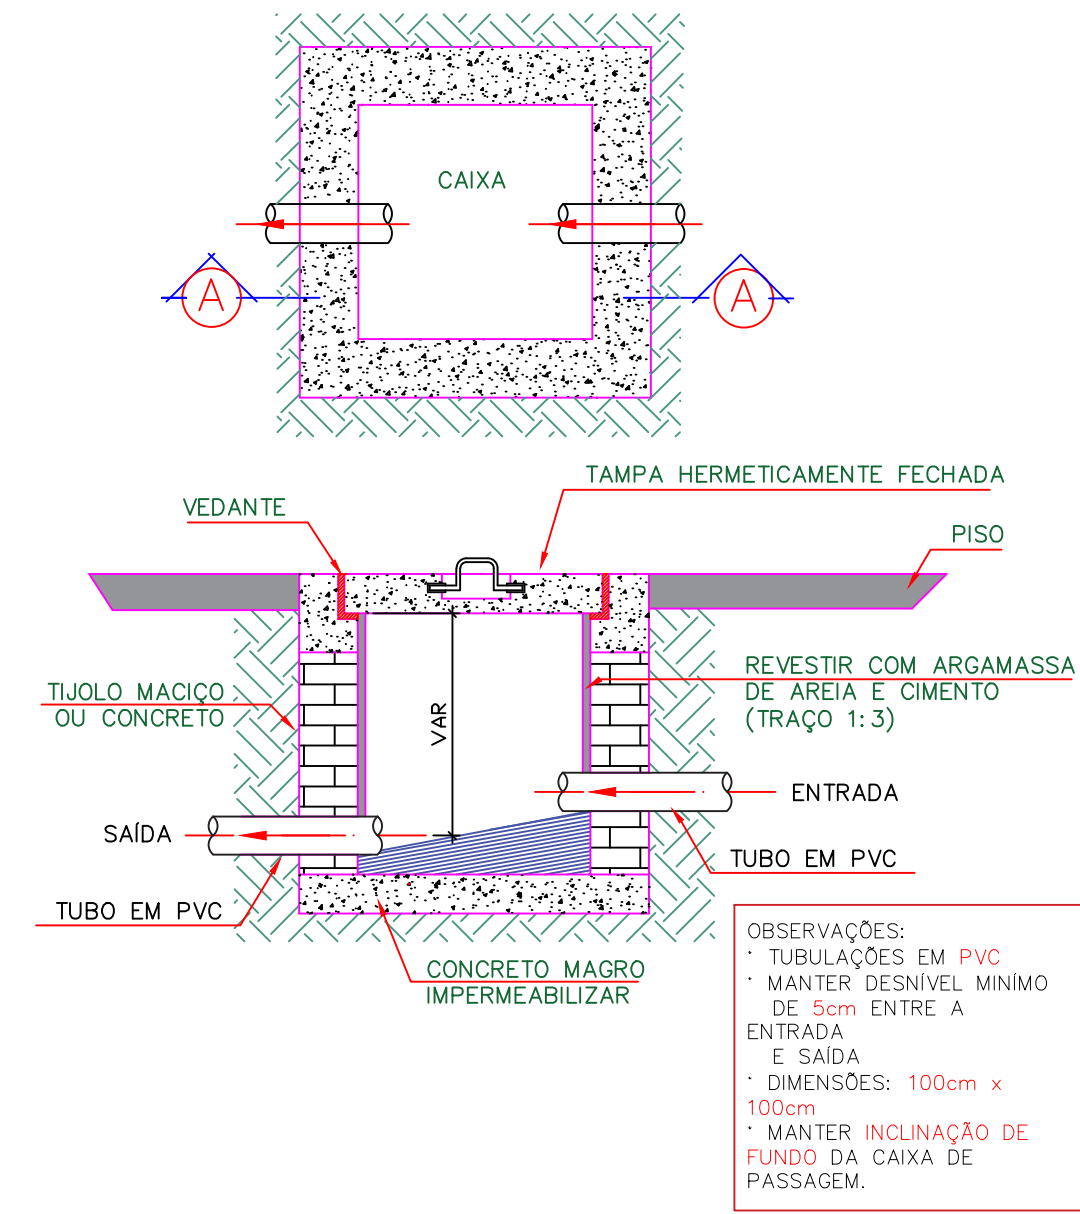 CAIXA
A
A
TAMPA HERMETICAMENTE FECHADA
VEDANTE
PISO
REVESTIR COM ARGAMASSA
DE AREIA E CIMENTO
(TRAÇO 1:3)
TIJOLO MACIÇO
OU CONCRETO
VAR
ENTRADA
SAÍDA
TUBO EM PVC
TUBO EM PVC
CONCRETO MAGRO
IMPERMEABILIZAR
OBSERVAÇÕES:
* TUBULAÇÕES EM PVC
* MANTER DESNÍVEL MINÍMO
DE 5cm ENTRE A
ENTRADA
E SAÍDA
* DIMENSÕES: 100cm x
100cm
* MANTER INCLINAÇÃO DE
FUNDO DA CAIXA DE
PASSAGEM.